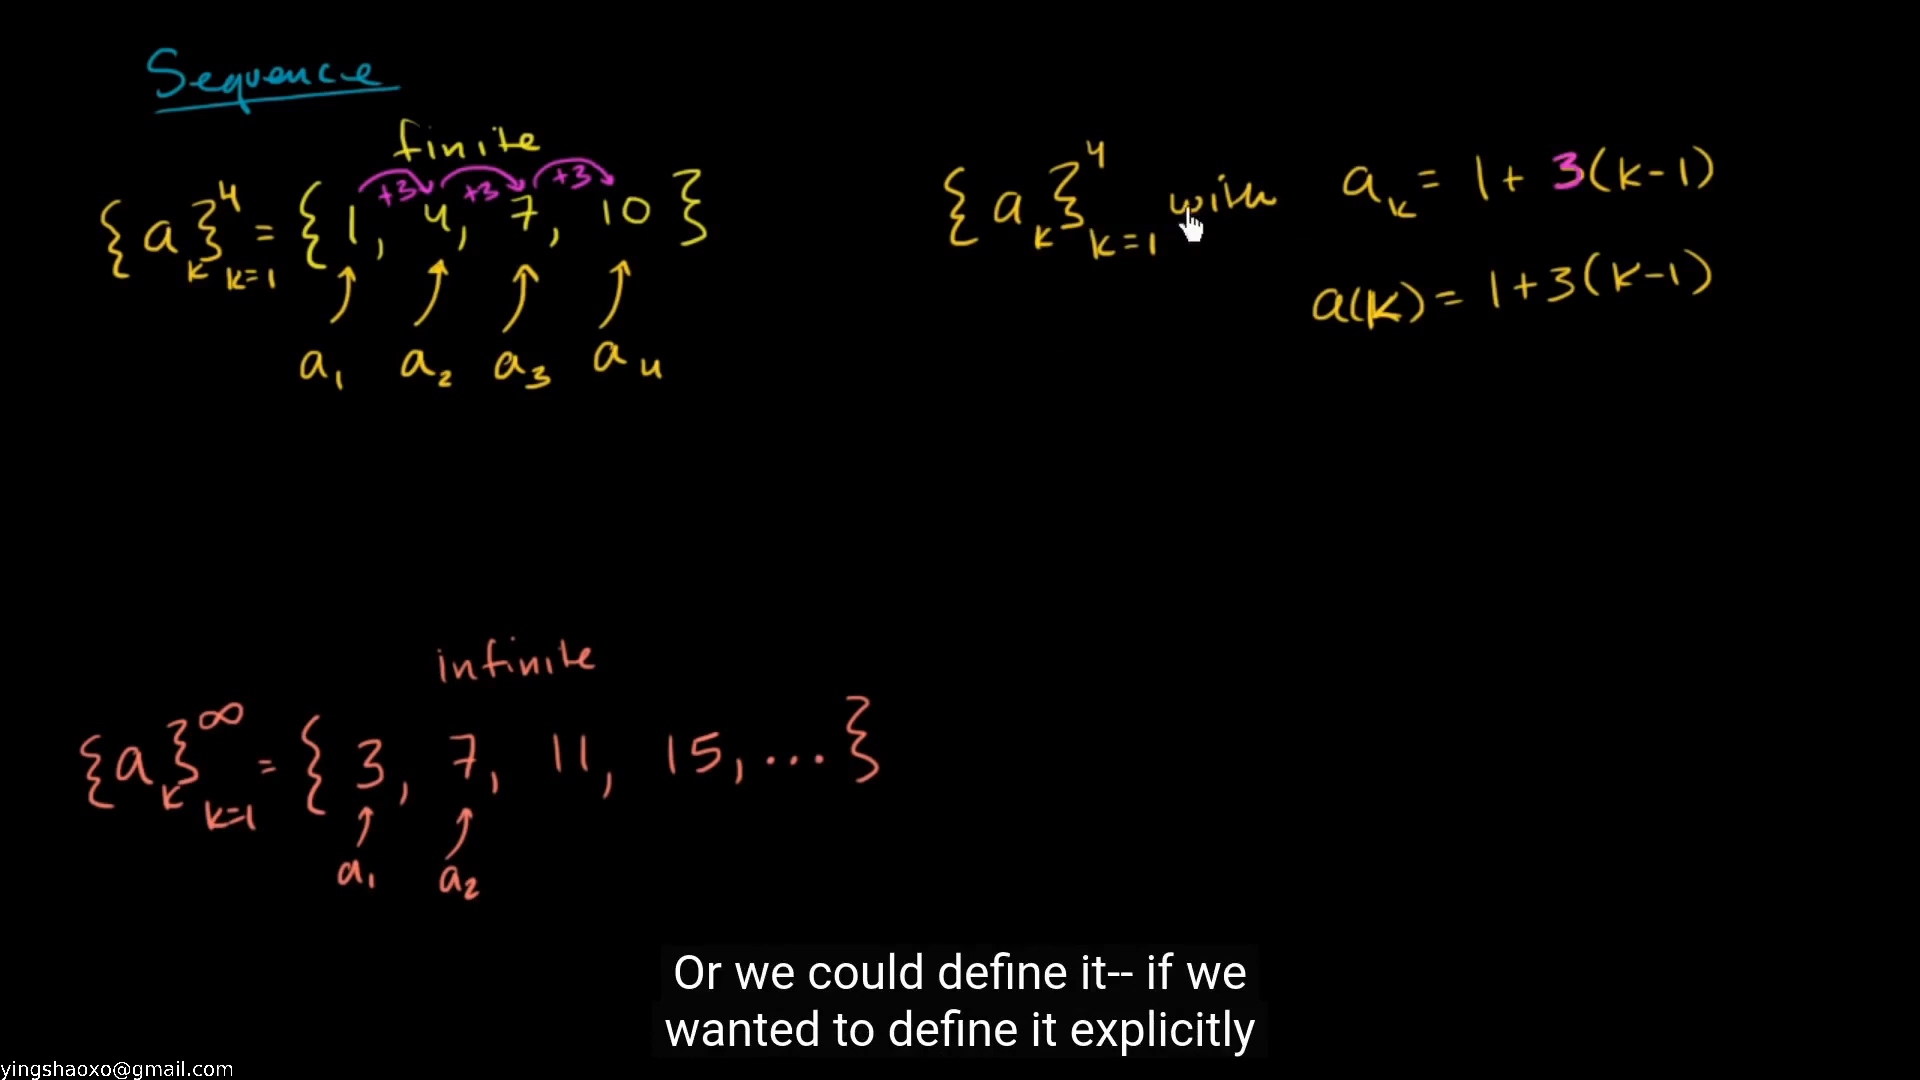 Sequence
finite
+3 +3 +3
{a_k}^4_{k=1} = {1, 4, 7, 10}
a_1 a_2 a_3 a_4
{a_k}^4_{k=1} with a_k = 1 + 3(k-1)
a(k) = 1 + 3(k-1)
infinite
{a_k}^∞_{k=1} = {3, 7, 11, 15, ...}
a_1 a_2
Or we could define it-- if we
wanted to define it explicitly
yingshaoxo@gmail.com